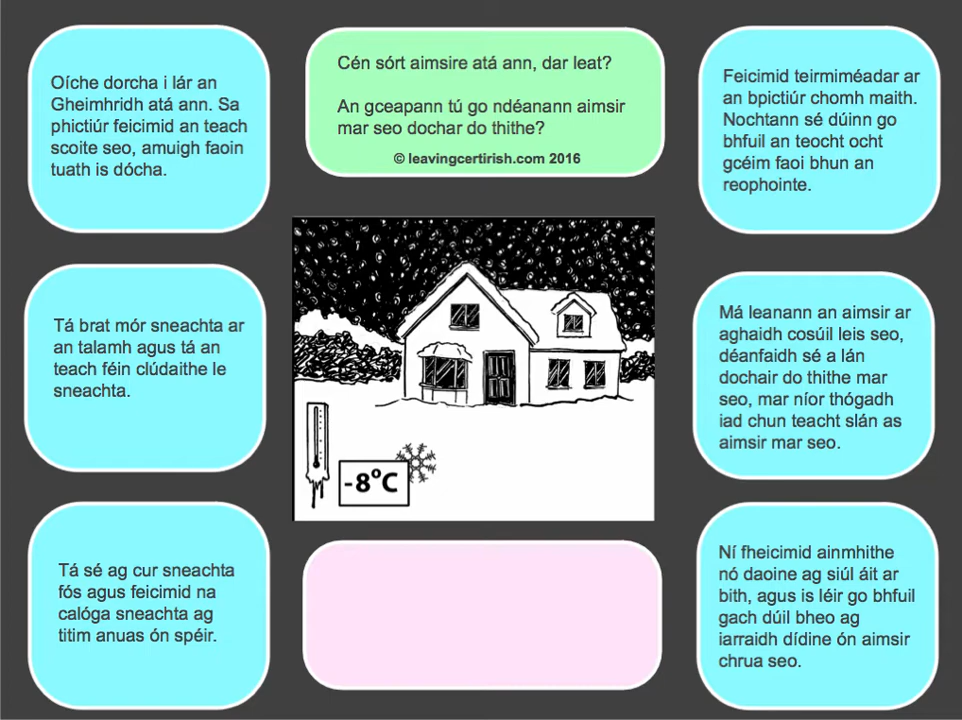 Oíche dorcha i lár an
Gheimhridh atá ann. Sa
phictiúr feicimid an teach
scoite seo, amuigh faoin
tuath is dócha.
Cén sórt aimsire atá ann, dar leat?
An gceapann tú go ndéanann aimsir
mar seo dochar do thithe?
© leavingcertirish.com 2016
Feicimid teirmiméadar ar
an bpictiúr chomh maith.
Nochtann sé dúinn go
bhfuil an teocht ocht
gcéim faoi bhun an
reophointe.
Tá brat mór sneachta ar
an talamh agus tá an
teach féin clúdaithe le
sneachta.
-8°C
Má leanann an aimsir ar
aghaidh cosúil leis seo,
déanfaidh sé a lán
dochair do thithe mar
seo, mar níor thógadh
iad chun teacht slán as
aimsir mar seo.
Tá sé ag cur sneachta
fós agus feicimid na
calóga sneachta ag
titim anuas ón spéir.
Ní fheicimid ainmhithe
nó daoine ag siúl áit ar
bith, agus is léir go bhfuil
gach dúil bheo ag
iarraidh dídine ón aimsir
chrua seo.